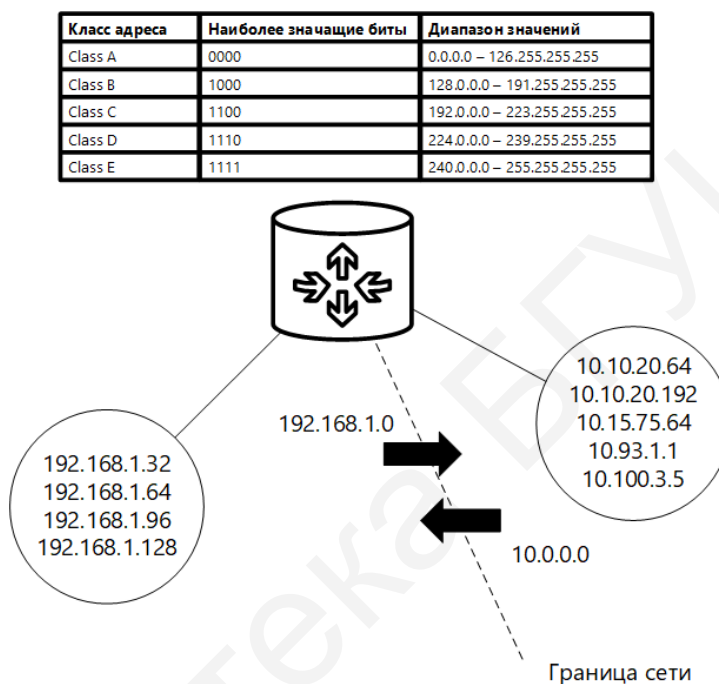 Класс адреса Наиболее значащие биты Диапазон значений
Class A 0000 0.0.0.0 – 126.255.255.255
Class B 1000 128.0.0.0 – 191.255.255.255
Class C 1100 192.0.0.0 – 223.255.255.255
Class D 1110 224.0.0.0 – 239.255.255.255
Class E 1111 240.0.0.0 – 255.255.255.255
192.168.1.32
192.168.1.64
192.168.1.96
192.168.1.128
192.168.1.0
10.10.20.64
10.10.20.192
10.15.75.64
10.93.1.1
10.100.3.5
10.0.0.0
Граница сети